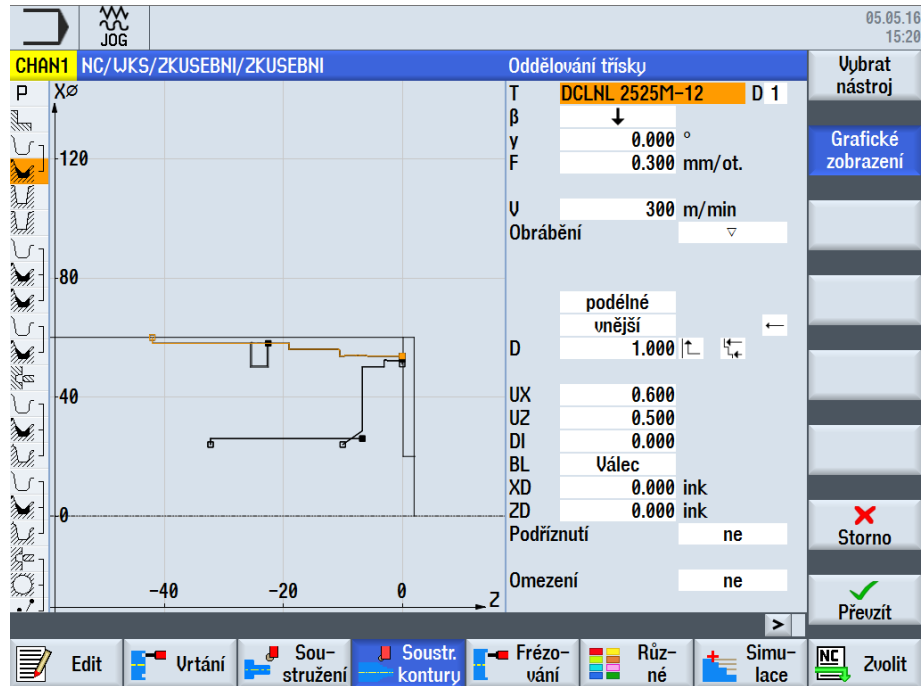 05.05.16
15:20
JOG
CHAN1 NC/WKS/ZKUSEBNI/ZKUSEBNI
Oddělování třísky
Vybrat
nástroj
P
X⌀
T DCLNL 2525M-12 D 1
β ↓
γ 0.000 °
F 0.300 mm/ot.
Grafické
zobrazení
V 300 m/min
Obrábění ▽
podélné
vnější ←
D 1.000
UX 0.600
UZ 0.500
DI 0.000
BL Válec
XD 0.000 ink
ZD 0.000 ink
Podříznutí ne
Omezení ne
120
80
40
0
-40 -20 0 Z
Storno
Převzít
>
Edit
Vrtání
Sou-
stružení
Soustr.
kontury
Frézo-
vání
Růz-
né
Simu-
lace
NC
Zvolit